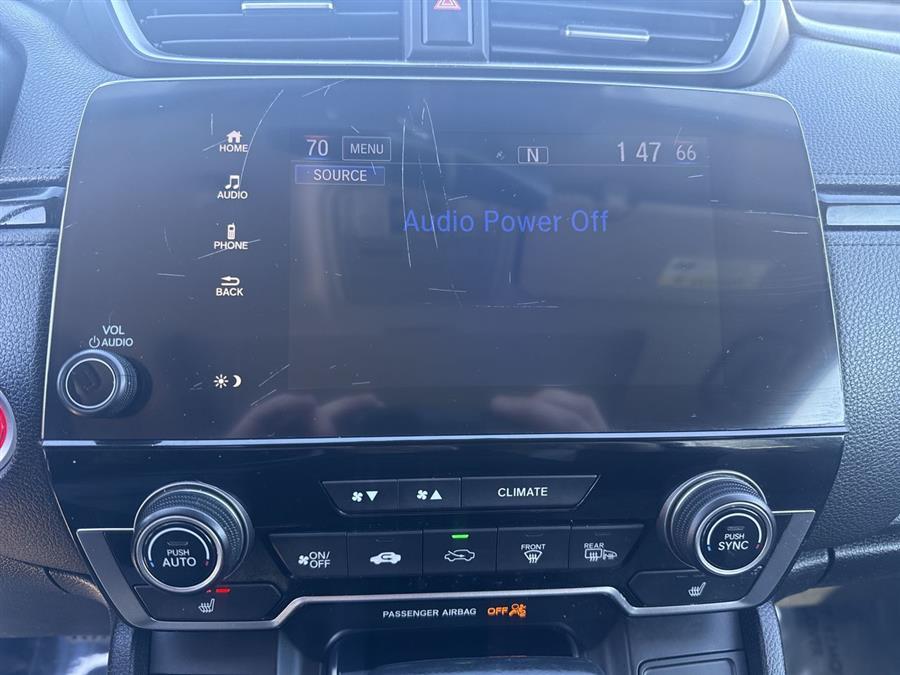 HOME
70 MENU N 1 47 66
SOURCE
AUDIO
Audio Power Off
PHONE
BACK
VOL
AUDIO
CLIMATE
PUSH
AUTO
ON/
OFF
FRONT
REAR
PUSH
SYNC
PASSENGER AIRBAG OFF